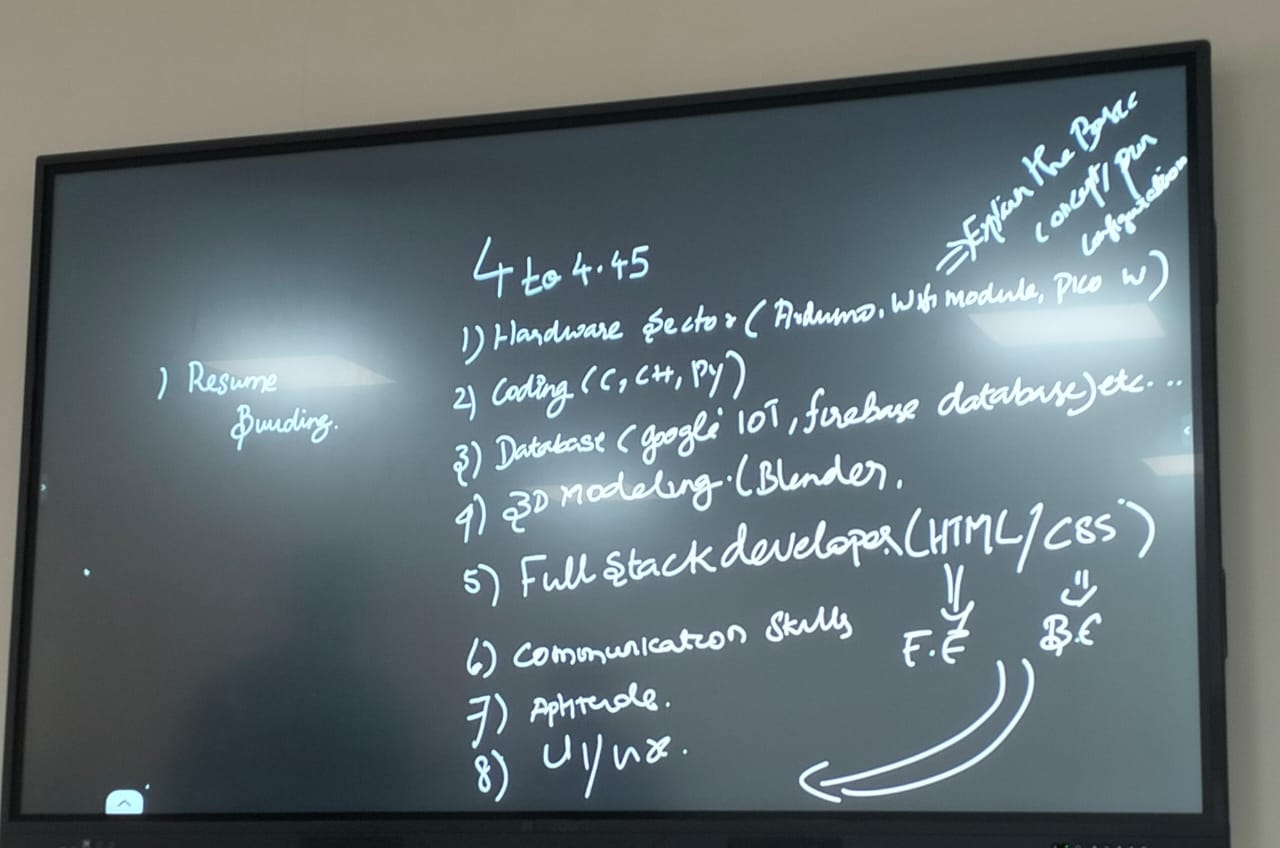 => Explain the Basic
concept/ pin
configuration
4 to 4.45
1) Hardware Sector (Arduino, Wifi module, Pico W)
2) Coding (C, C++, Py)
3) Database (google IOT, firebase database) etc...
4) 3D Modeling. (Blender.
5) Full Stack developer (HTML/CSS)
F.E B.E
6) Communication Skills
7) Aptitude.
8) UI/ux.
) Resume
Building.